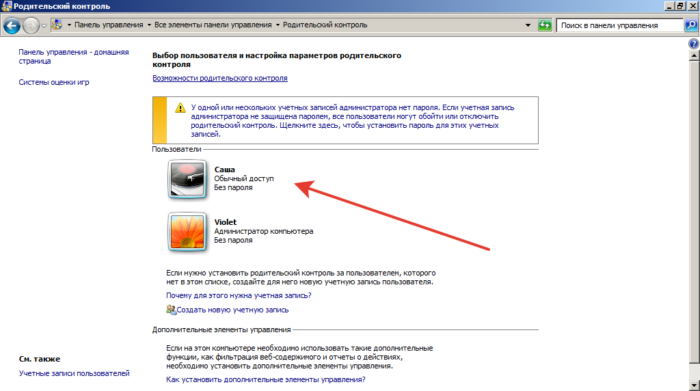 Родительский контроль
Панель управления Все элементы панели управления Родительский контроль
Поиск в панели управления
Панель управления - домашняя
страница
Системы оценки игр
Выбор пользователя и настройка параметров родительского
контроля
Возможности родительского контроля
У одной или нескольких учетных записей администратора нет пароля. Если учетная запись
администратора не защищена паролем, все пользователи могут обойти или отключить
родительский контроль. Щелкните здесь, чтобы установить пароль для этих учетных
записей.
Пользователи
Саша
Обычный доступ
Без пароля
Violet
Администратор компьютера
Без пароля
Если нужно установить родительский контроль за пользователем, которого
нет в этом списке, создайте для него новую учетную запись пользователя.
Почему для этого нужна учетная запись?
Создать новую учетную запись
Дополнительные элементы управления
Если на этом компьютере необходимо использовать такие дополнительные
функции, как фильтрация веб-содержимого и отчеты о действиях,
необходимо установить дополнительные элементы управления.
Как установить дополнительные элементы управления?
См. также
Учетные записи пользователей